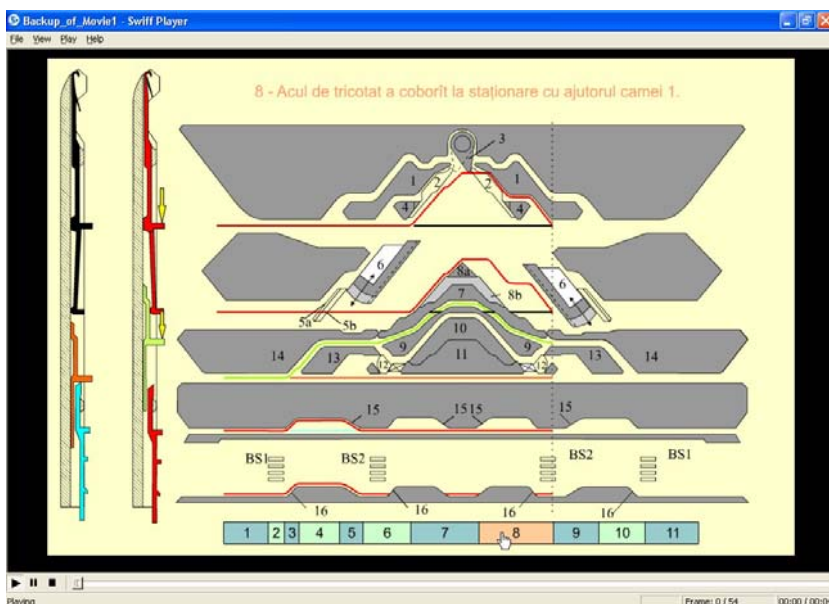 Backup_of_Movie1 - Swiff Player
File View Play Help
8 - Acul de tricotat a coborît la staționare cu ajutorul camei 1.
3
1 2 2 1
4 4
6 8a 6
7 8b
5a 5b
10
14 13 9 11 9 13 14
12 12
15 15 15 15
BS1 BS2 BS2 BS1
16 16 16 16
1 2 3 4 5 6 7 8 9 10 11
Playing Frame: 0 / 54